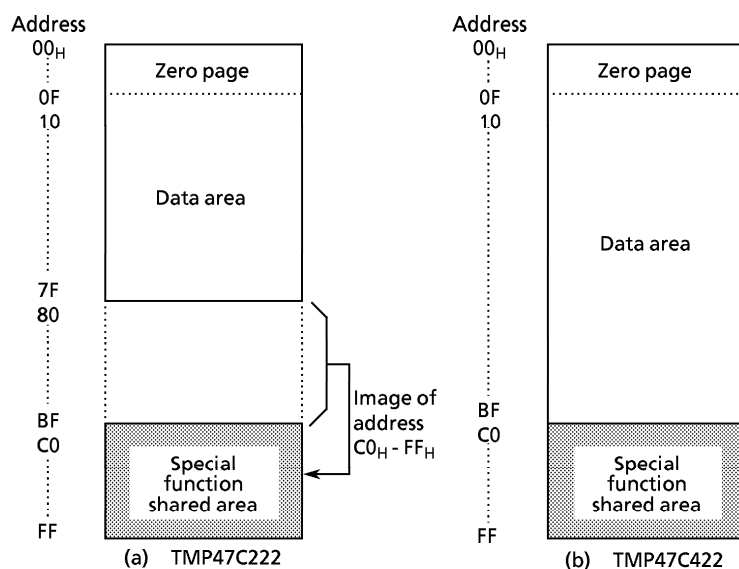 Address
00H
0F
10
7F
80
BF
C0
FF
Zero page
Data area
Special
function
shared area
Image of
address
C0H - FFH
(a) TMP47C222
Address
00H
0F
10
BF
C0
FF
Zero page
Data area
Special
function
shared area
(b) TMP47C422